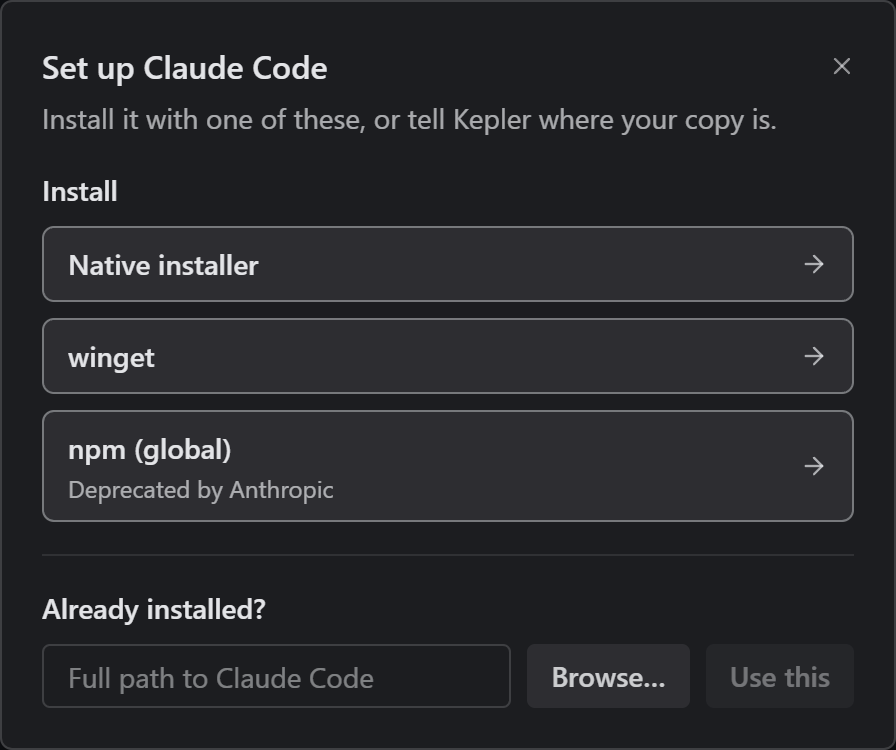 Set up Claude Code
Install it with one of these, or tell Kepler where your copy is.
Install
Native installer
winget
npm (global)
Deprecated by Anthropic
Already installed?
Full path to Claude Code
Browse...
Use this